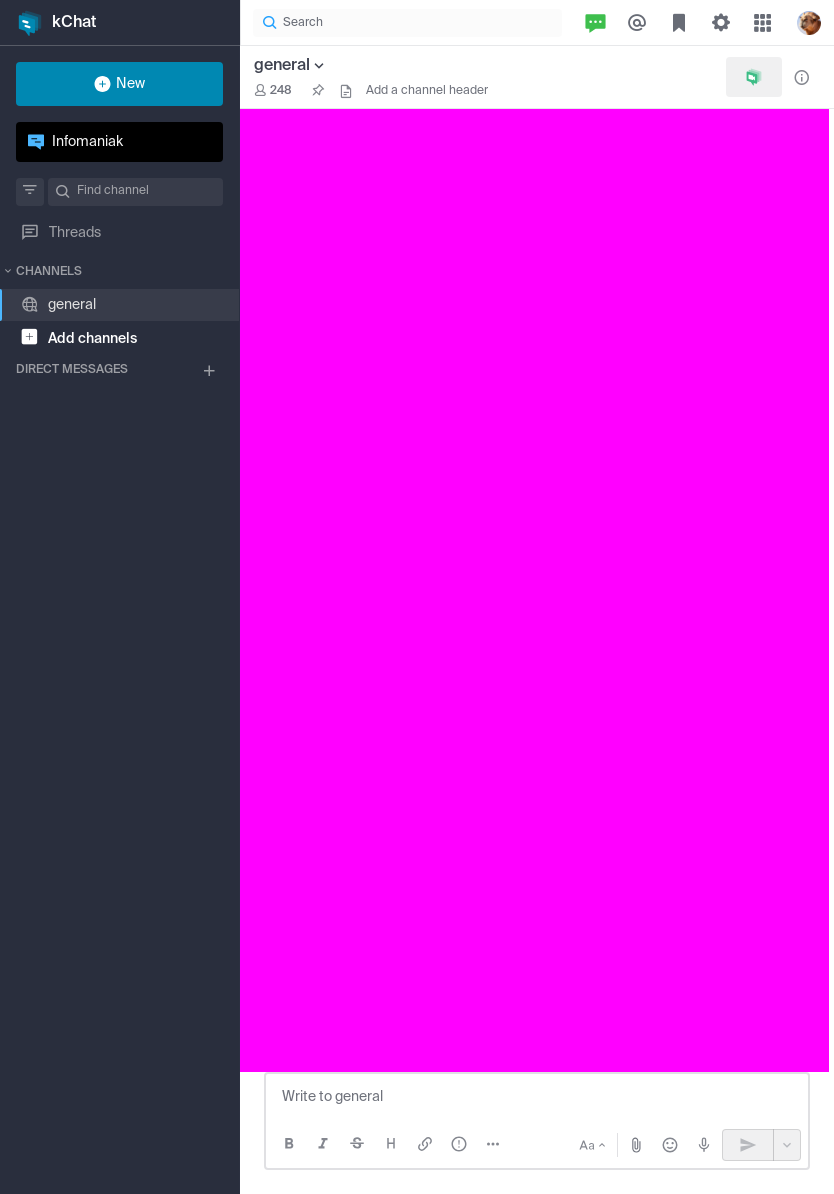 kChat
Search
New
general
248
Add a channel header
Infomaniak
Find channel
Threads
CHANNELS
general
Add channels
DIRECT MESSAGES
Write to general
B I S H
Aa